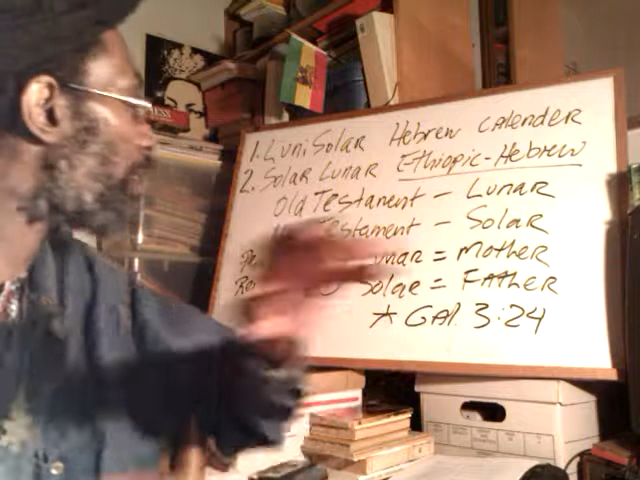 1. LuniSolar Hebrew Calender
2. Solar Lunar Ethiopic-Hebrew
Old Testament - Lunar
Testament - Solar
= Mother
Solar = Father
* Gal. 3:24